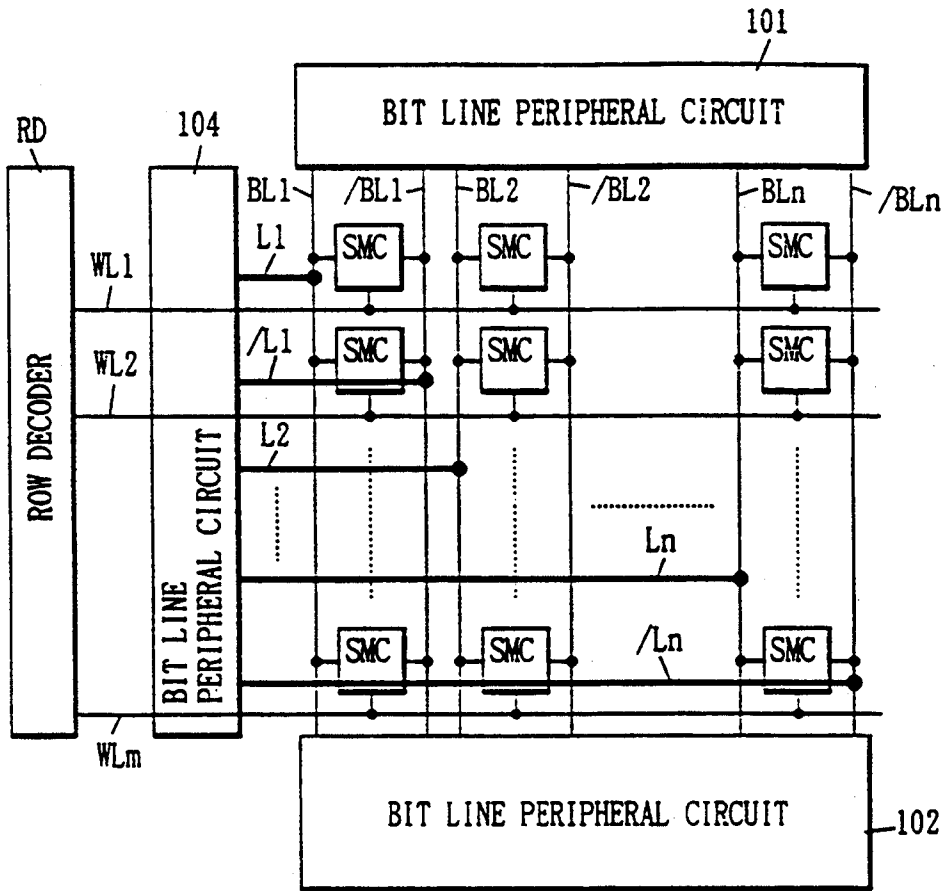 101
BIT LINE PERIPHERAL CIRCUIT
RD
104
BL1
/BL1
BL2
/BL2
BLn
/BLn
L1
SMC
SMC
SMC
WL1
/L1
SMC
SMC
SMC
WL2
L2
ROW DECODER
BIT LINE
PERIPHERAL CIRCUIT
Ln
/Ln
SMC
SMC
SMC
WLm
BIT LINE PERIPHERAL CIRCUIT
102